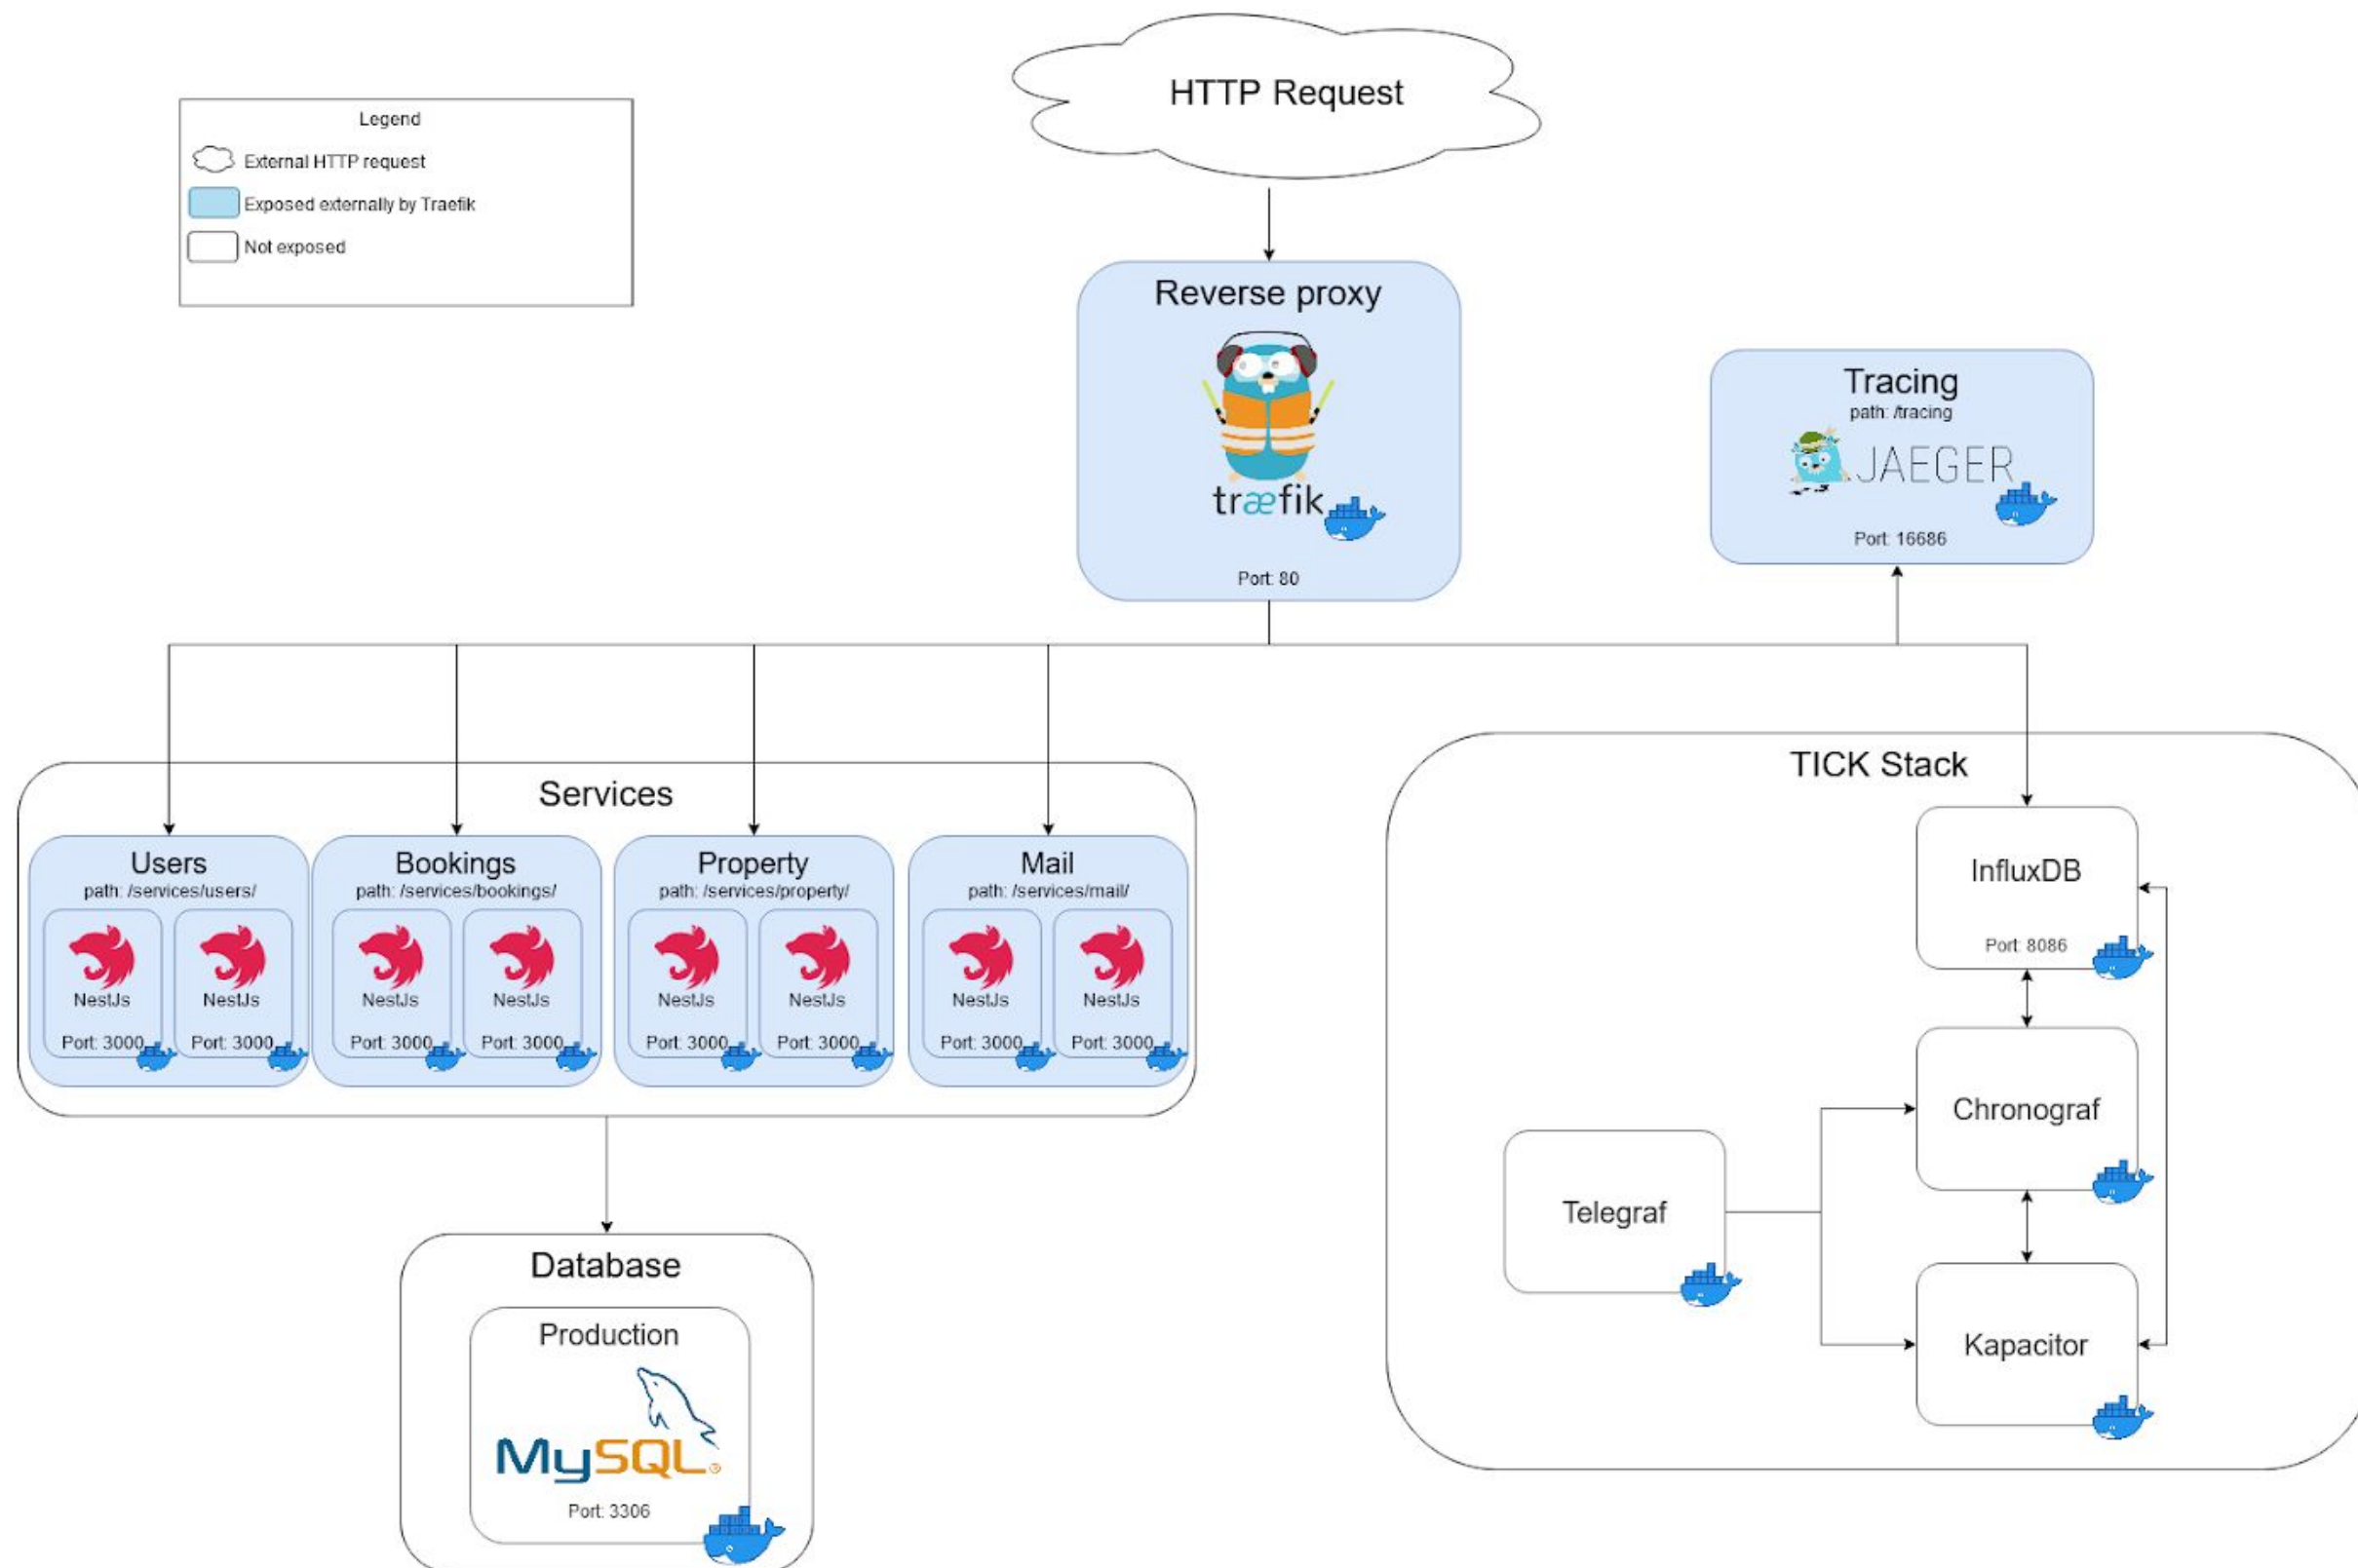 HTTP Request
Legend
External HTTP request
Exposed externally by Traefik
Not exposed
Reverse proxy
træfik
Port: 80
Tracing
path: /tracing
JAEGER
Port: 16686
Services
Users
path: /services/users/
NestJs
Port: 3000
NestJs
Port: 3000
Bookings
path: /services/bookings/
NestJs
Port: 3000
NestJs
Port: 3000
Property
path: /services/property/
NestJs
Port: 3000
NestJs
Port: 3000
Mail
path: /services/mail/
NestJs
Port: 3000
NestJs
Port: 3000
Database
Production
MySQL
Port: 3306
TICK Stack
InfluxDB
Port: 8086
Chronograf
Telegraf
Kapacitor